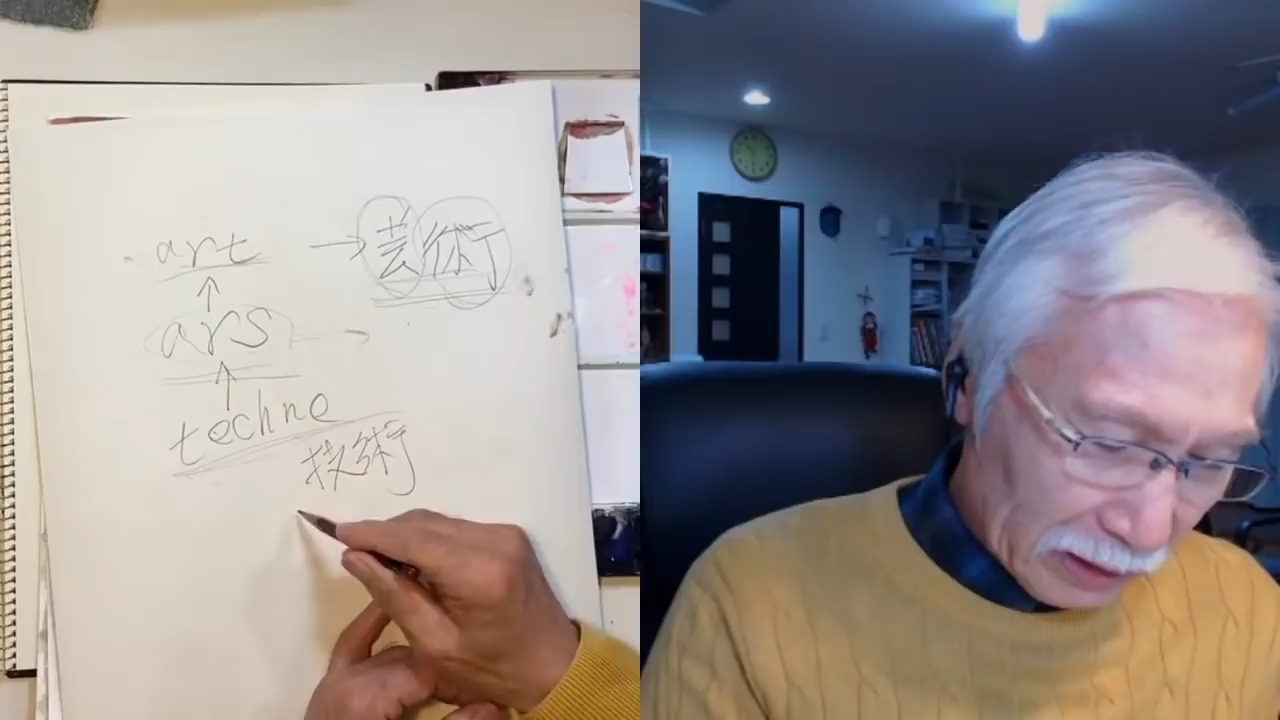 art → 芸術
↑
ars →
↑
techne
技術